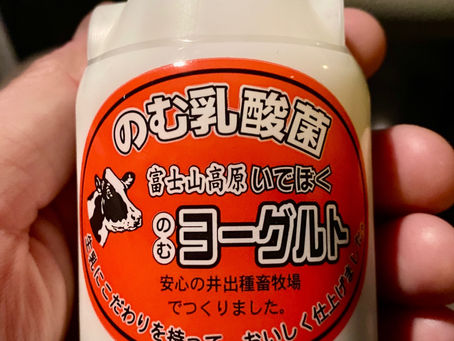 のむ乳酸菌
富士山高原いでぼく
のむ
ヨーグルト
安心の井出種畜牧場
でつくりました。
牛乳にこだわりを持って、おいしく仕上げました。